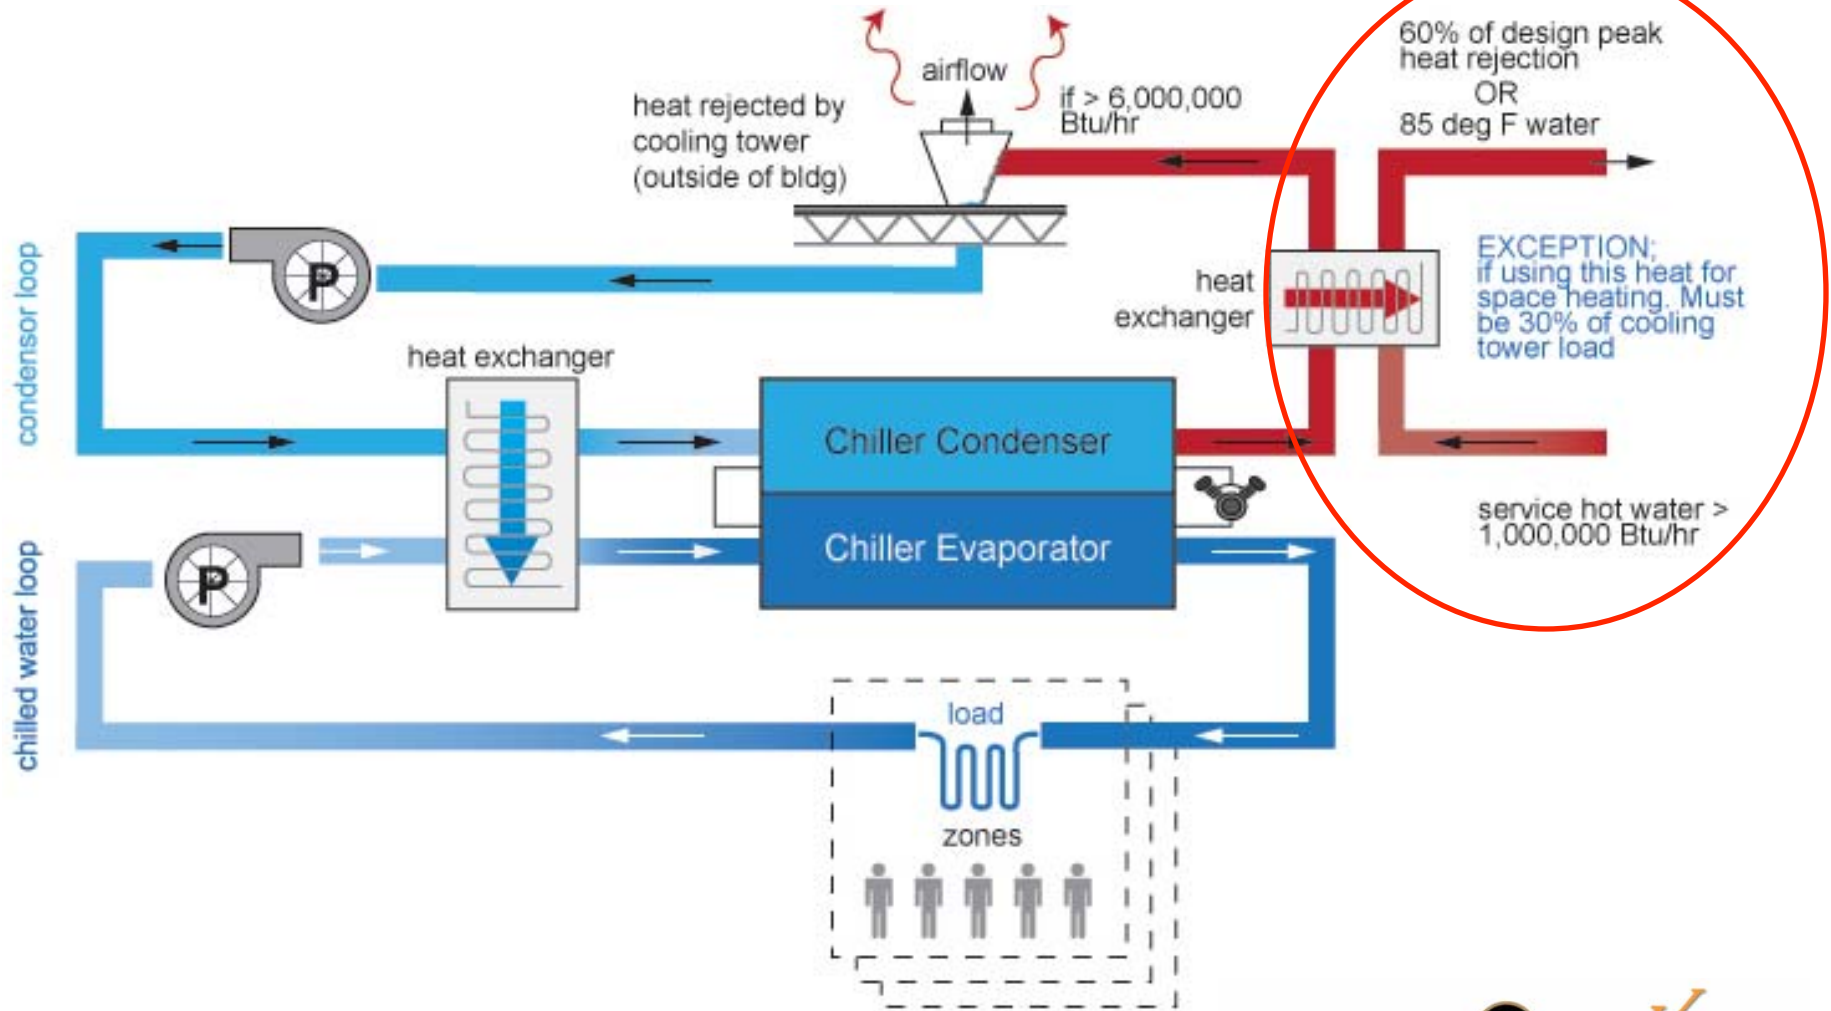 60% of design peak
heat rejection
OR
85 deg F water
airflow
if > 6,000,000
Btu/hr
heat rejected by
cooling tower
(outside of bldg)
P
condensor loop
heat
exchanger
EXCEPTION;
if using this heat for
space heating. Must
be 30% of cooling
tower load
heat exchanger
Chiller Condenser
service hot water >
1,000,000 Btu/hr
Chiller Evaporator
P
chilled water loop
load
zones